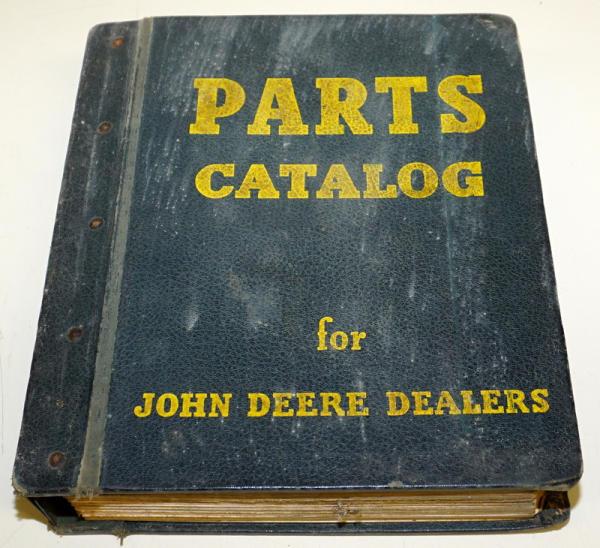 PARTS
CATALOG
for
JOHN DEERE DEALERS